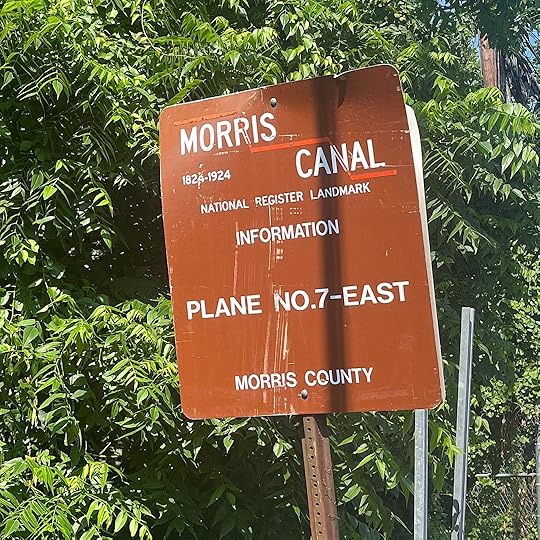 MORRIS
CANAL
1824-1924
NATIONAL REGISTER LANDMARK
INFORMATION
PLANE NO.7-EAST
MORRIS COUNTY